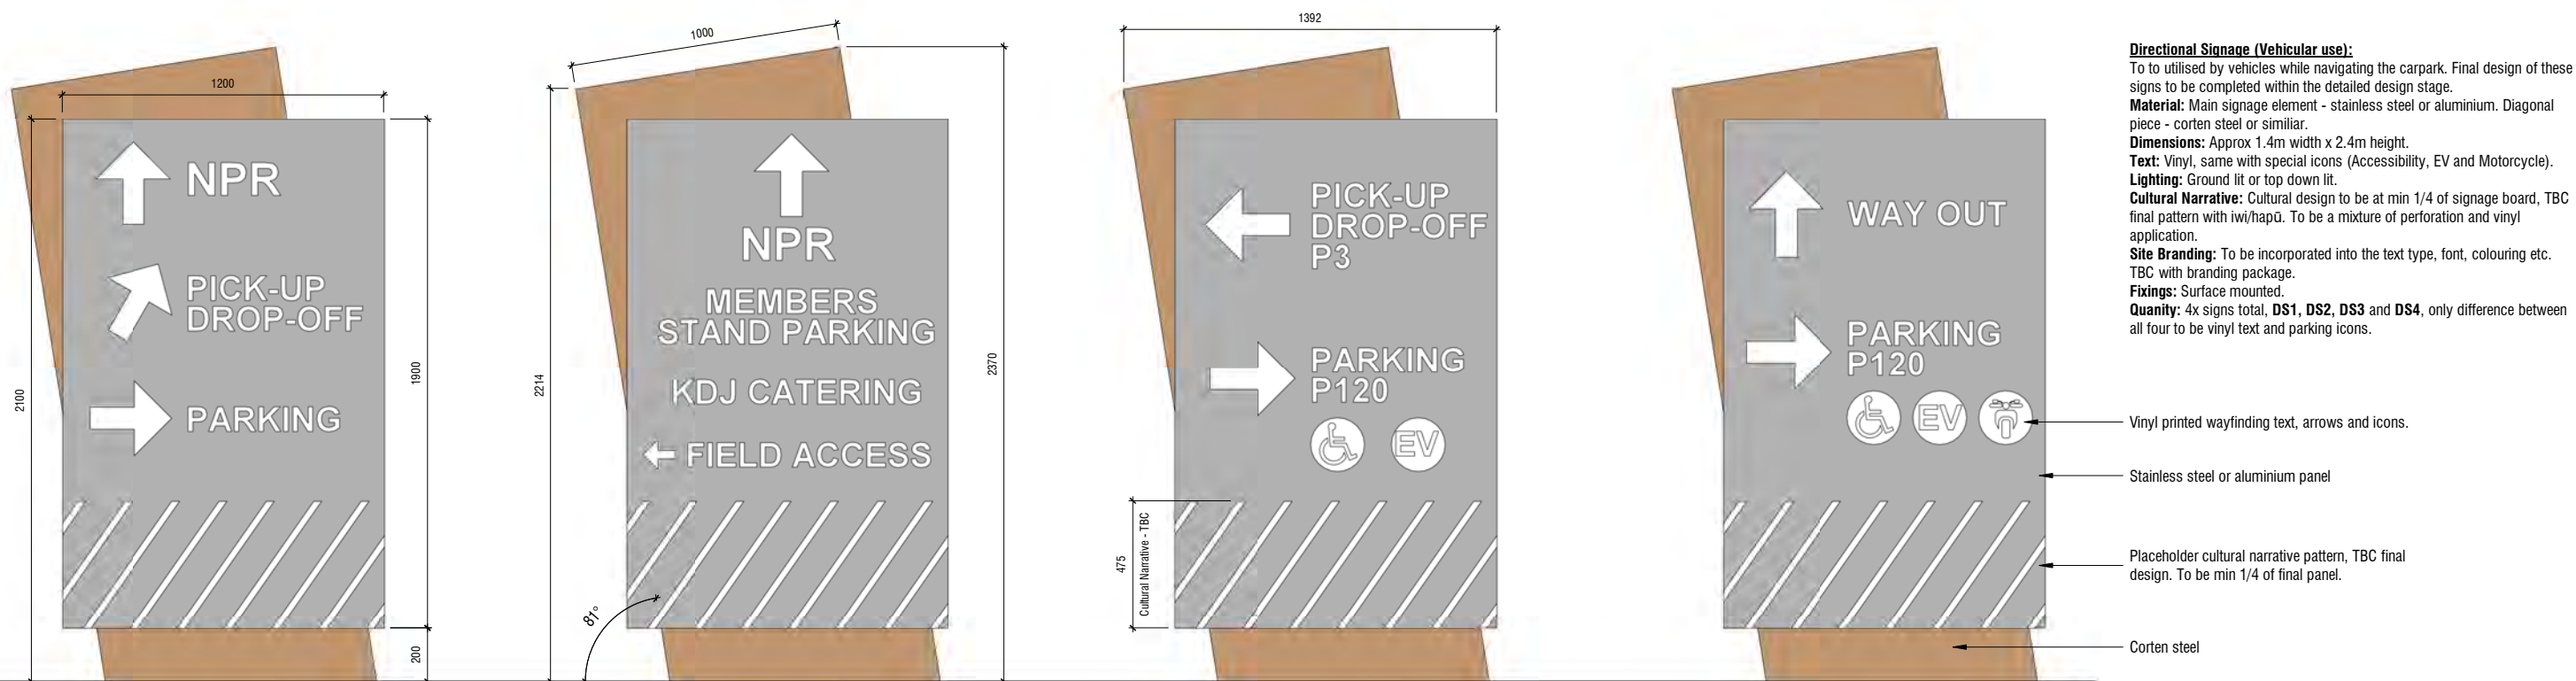 1200
2100
1900
200
NPR
PICK-UP
DROP-OFF
PARKING
1000
2214
2370
81°
NPR
MEMBERS
STAND PARKING
KDJ CATERING
FIELD ACCESS
1392
475
Cultural Narrative - TBC
PICK-UP
DROP-OFF
P3
PARKING
P120
EV
WAY OUT
PARKING
P120
EV
Directional Signage (Vehicular use):
To to utilised by vehicles while navigating the carpark. Final design of these
signs to be completed within the detailed design stage.
Material: Main signage element - stainless steel or aluminium. Diagonal
piece - corten steel or similiar.
Dimensions: Approx 1.4m width x 2.4m height.
Text: Vinyl, same with special icons (Accessibility, EV and Motorcycle).
Lighting: Ground lit or top down lit.
Cultural Narrative: Cultural design to be at min 1/4 of signage board, TBC
final pattern with iwi/hapū. To be a mixture of perforation and vinyl
application.
Site Branding: To be incorporated into the text type, font, colouring etc.
TBC with branding package.
Fixings: Surface mounted.
Quanity: 4x signs total, DS1, DS2, DS3 and DS4, only difference between
all four to be vinyl text and parking icons.
Vinyl printed wayfinding text, arrows and icons.
Stainless steel or aluminium panel
Placeholder cultural narrative pattern, TBC final
design. To be min 1/4 of final panel.
Corten steel